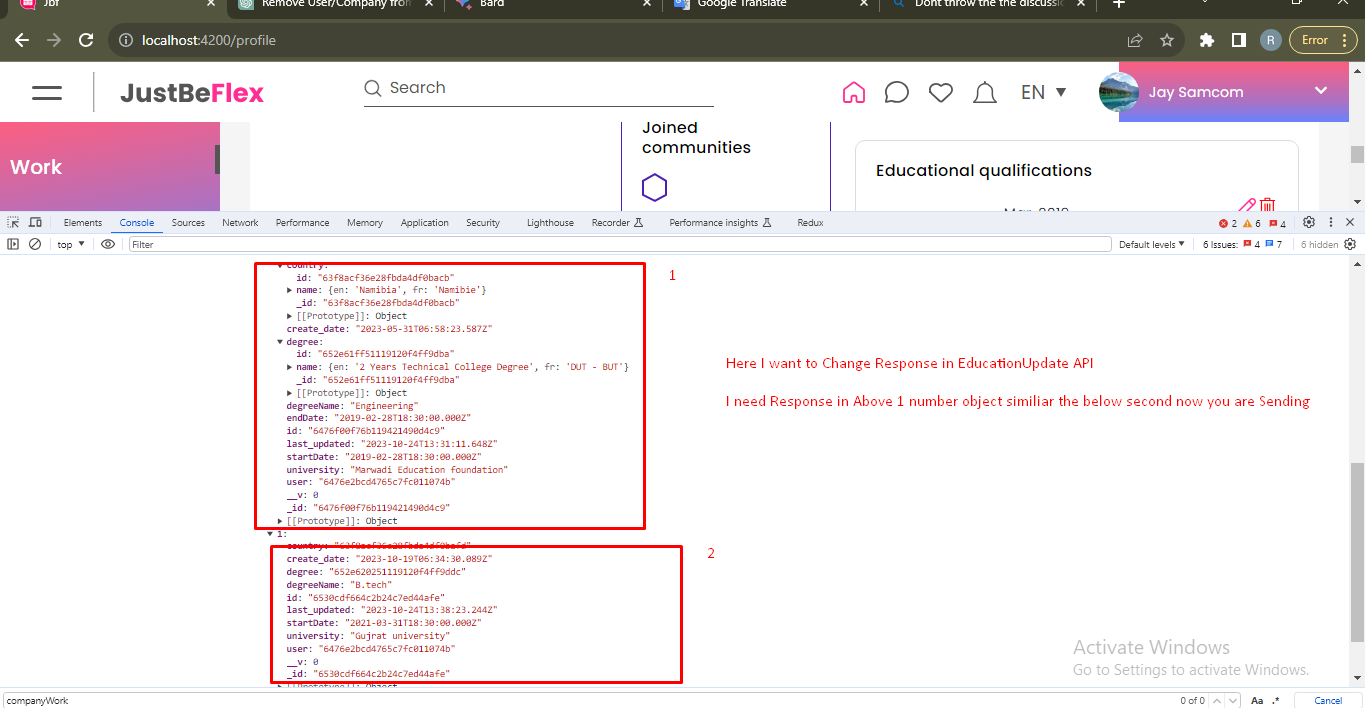 Jbf
Remove User/Company from
Bard
Google Translate
Dont throw the the discussi
localhost:4200/profile
R
Error
JustBeFlex
Search
EN
Jay Samcom
Work
Joined
communities
Educational qualifications
Elements Console Sources Network Performance Memory Application Security Lighthouse Recorder Performance insights Redux
2 6 4
top
Filter
Default levels
6 Issues: 4 7
6 hidden
country:
id: "63f8acf36e28fbda4df0bacb"
name: {en: 'Namibia', fr: 'Namibie'}
_id: "63f8acf36e28fbda4df0bacb"
[[Prototype]]: Object
create_date: "2023-05-31T06:58:23.587Z"
degree:
id: "652e61ff51119120f4ff9dba"
name: {en: '2 Years Technical College Degree', fr: 'DUT - BUT'}
_id: "652e61ff51119120f4ff9dba"
[[Prototype]]: Object
degreeName: "Engineering"
endDate: "2019-02-28T18:30:00.000Z"
id: "6476f00f76b119421490d4c9"
last_updated: "2023-10-24T13:31:11.648Z"
startDate: "2019-02-28T18:30:00.000Z"
university: "Marwadi Education foundation"
user: "6476e2bcd4765c7fc011074b"
__v: 0
_id: "6476f00f76b119421490d4c9"
[[Prototype]]: Object
1
Here I want to Change Response in EducationUpdate API
I need Response in Above 1 number object similiar the below second now you are Sending
1:
create_date: "2023-10-19T06:34:30.089Z"
degree: "652e620251119120f4ff9ddc"
degreeName: "B.tech"
id: "6530cdf664c2b24c7ed44afe"
last_updated: "2023-10-24T13:38:23.244Z"
startDate: "2021-03-31T18:30:00.000Z"
university: "Gujrat university"
user: "6476e2bcd4765c7fc011074b"
__v: 0
_id: "6530cdf664c2b24c7ed44afe"
2
Activate Windows
Go to Settings to activate Windows.
companyWork
0 of 0
Aa .*
Cancel